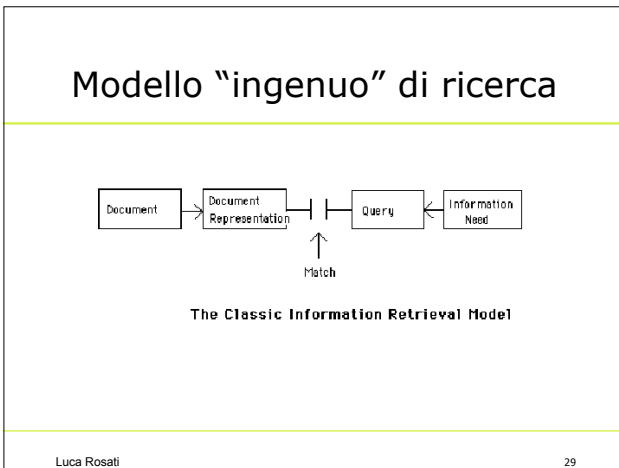 Modello “ingenuo” di ricerca
Document
Document
Representation
Query
Information
Need
Match
The Classic Information Retrieval Model
Luca Rosati
29